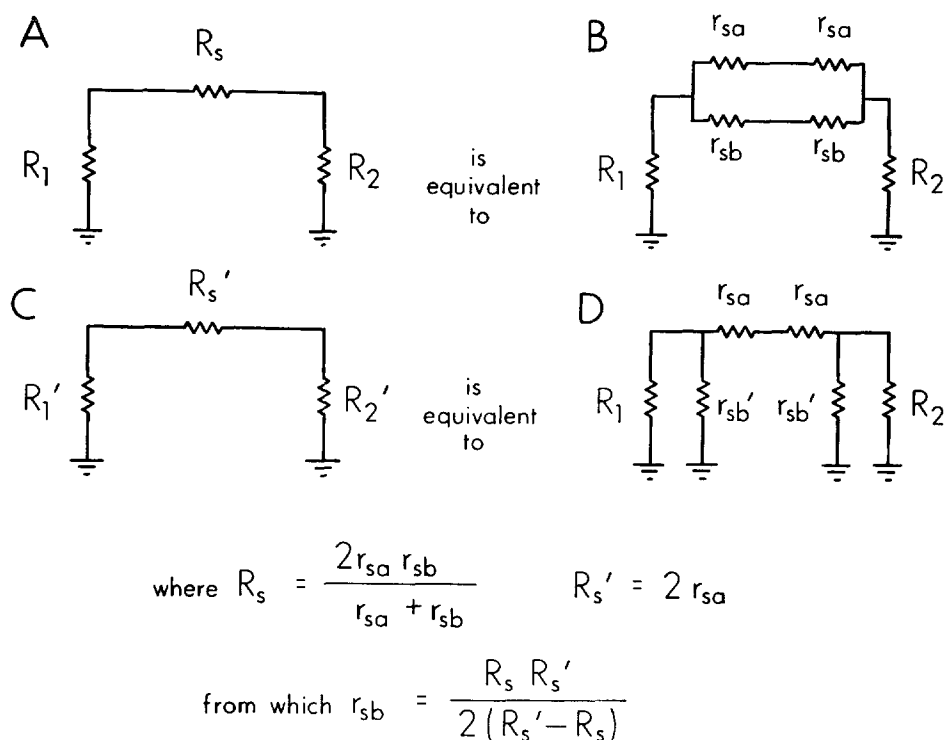 A
R_s
R_1
R_2
is
equivalent
to
B
r_sa r_sa
r_sb r_sb
R_1
R_2
C
R_s'
R_1'
R_2'
is
equivalent
to
D
r_sa r_sa
R_1 r_sb' r_sb' R_2
where R_s = 2r_sa r_sb / (r_sa + r_sb) R_s' = 2 r_sa
from which r_sb = R_s R_s' / 2(R_s' − R_s)